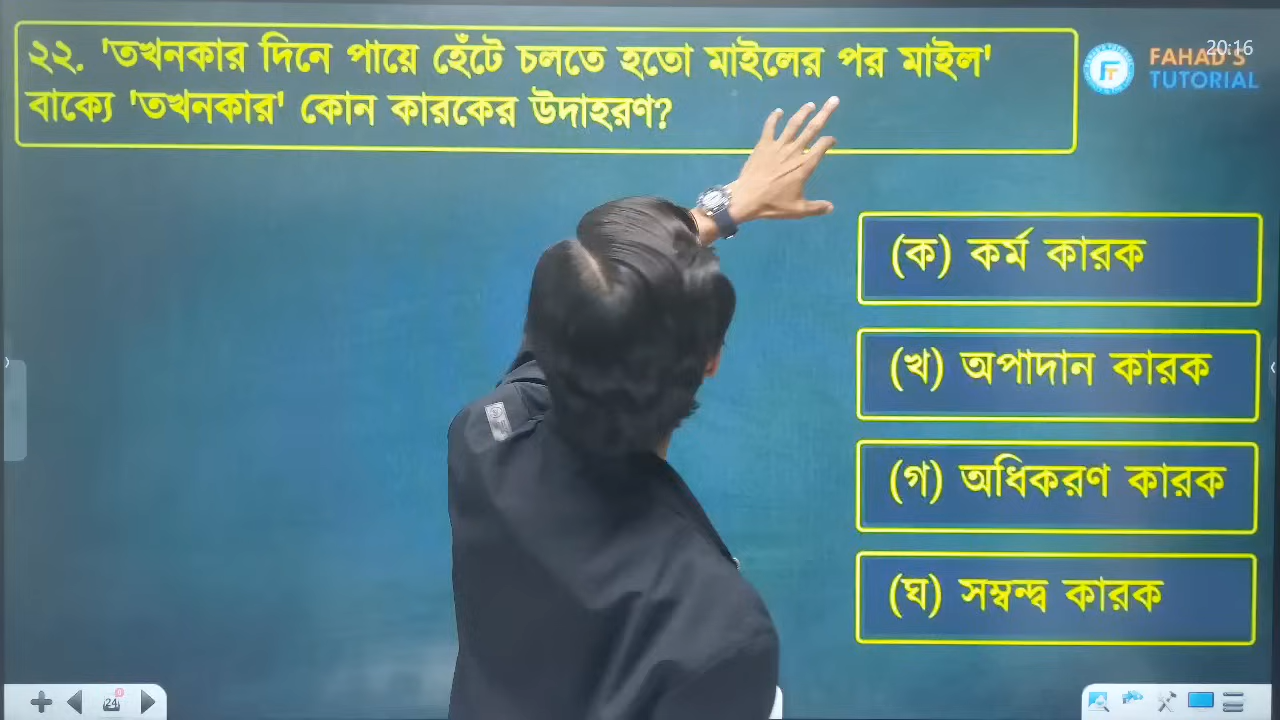 ২২. 'তখনকার দিনে পায়ে হেঁটে চলতে হতো মাইলের পর মাইল'
বাক্যে 'তখনকার' কোন কারকের উদাহরণ?
20:16
FAHAD'S
TUTORIAL
(ক) কর্ম কারক
(খ) অপাদান কারক
(গ) অধিকরণ কারক
(ঘ) সম্বন্দ্ব কারক
24